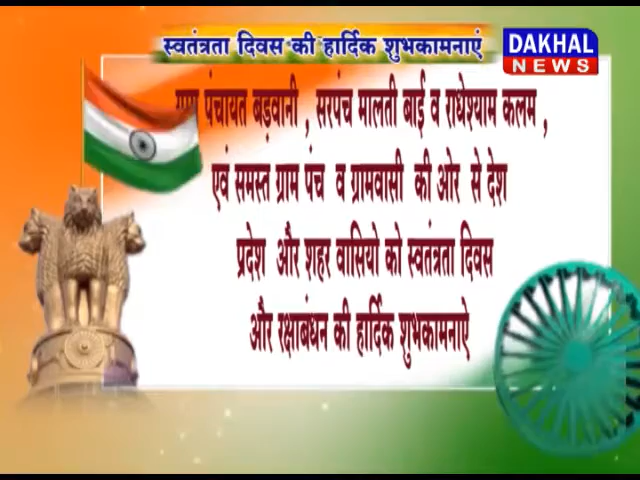 स्वतंत्रता दिवस की हार्दिक शुभकामनाएं
DAKHAL
NEWS
पंचायत बड़वानी , सरपंच मालती बाई व राधेश्याम कलम ,
एवं समस्त ग्राम पंच व ग्रामवासी की ओर से देश
प्रदेश और शहर वासियो को स्वतंत्रता दिवस
और रक्षाबंधन की हार्दिक शुभकामनाऐ